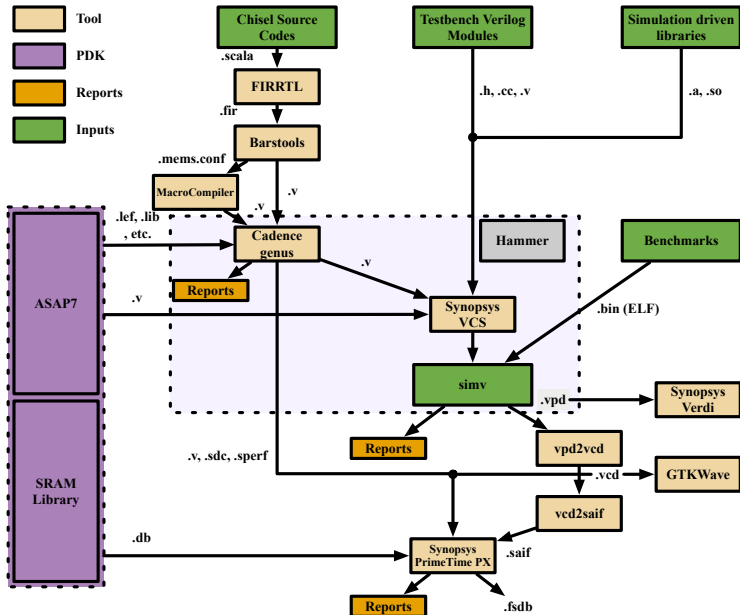 Tool
PDK
Reports
Inputs
Chisel Source
Codes
Testbench Verilog
Modules
Simulation driven
libraries
.scala
FIRRTL
.h, .cc, .v
.a, .so
.fir
Barstools
.mems.conf
MacroCompiler
.v
.v
.lef, .lib
, etc.
Cadence
genus
Hammer
Benchmarks
.v
Reports
ASAP7
.v
Synopsys
VCS
.bin (ELF)
simv
.vpd
Synopsys
Verdi
Reports
vpd2vcd
.v, .sdc, .sperf
.vcd
GTKWave
SRAM
Library
vcd2saif
.db
Synopsys
PrimeTime PX
.saif
Reports
.fsdb